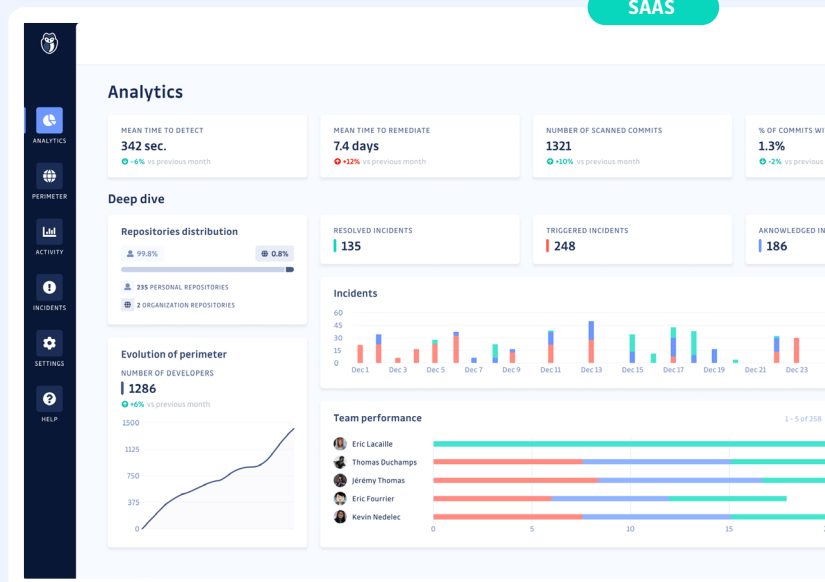 SAAS
Analytics
MEAN TIME TO DETECT
342 sec.
-6% vs previous month
MEAN TIME TO REMEDIATE
7.4 days
+12% vs previous month
NUMBER OF SCANNED COMMITS
1321
+10% vs previous month
% OF COMMITS WI
1.3%
-2% vs previous
ANALYTICS
PERIMETER
ACTIVITY
INCIDENTS
SETTINGS
HELP
Deep dive
Repositories distribution
99.8%
0.8%
235 PERSONAL REPOSITORIES
2 ORGANIZATION REPOSITORIES
RESOLVED INCIDENTS
135
TRIGGERED INCIDENTS
248
AKNOWLEDGED IN
186
Incidents
60
45
30
15
0
Dec 1 Dec 3 Dec 5 Dec 7 Dec 9 Dec 11 Dec 13 Dec 15 Dec 17 Dec 19 Dec 21 Dec 23
Evolution of perimeter
NUMBER OF DEVELOPERS
1286
+6% vs previous month
1500
1125
750
375
0
Team performance
1 - 5 of 258
Eric Lacaille
Thomas Duchamps
Jérémy Thomas
Eric Fourrier
Kevin Nedelec
0 5 10 15